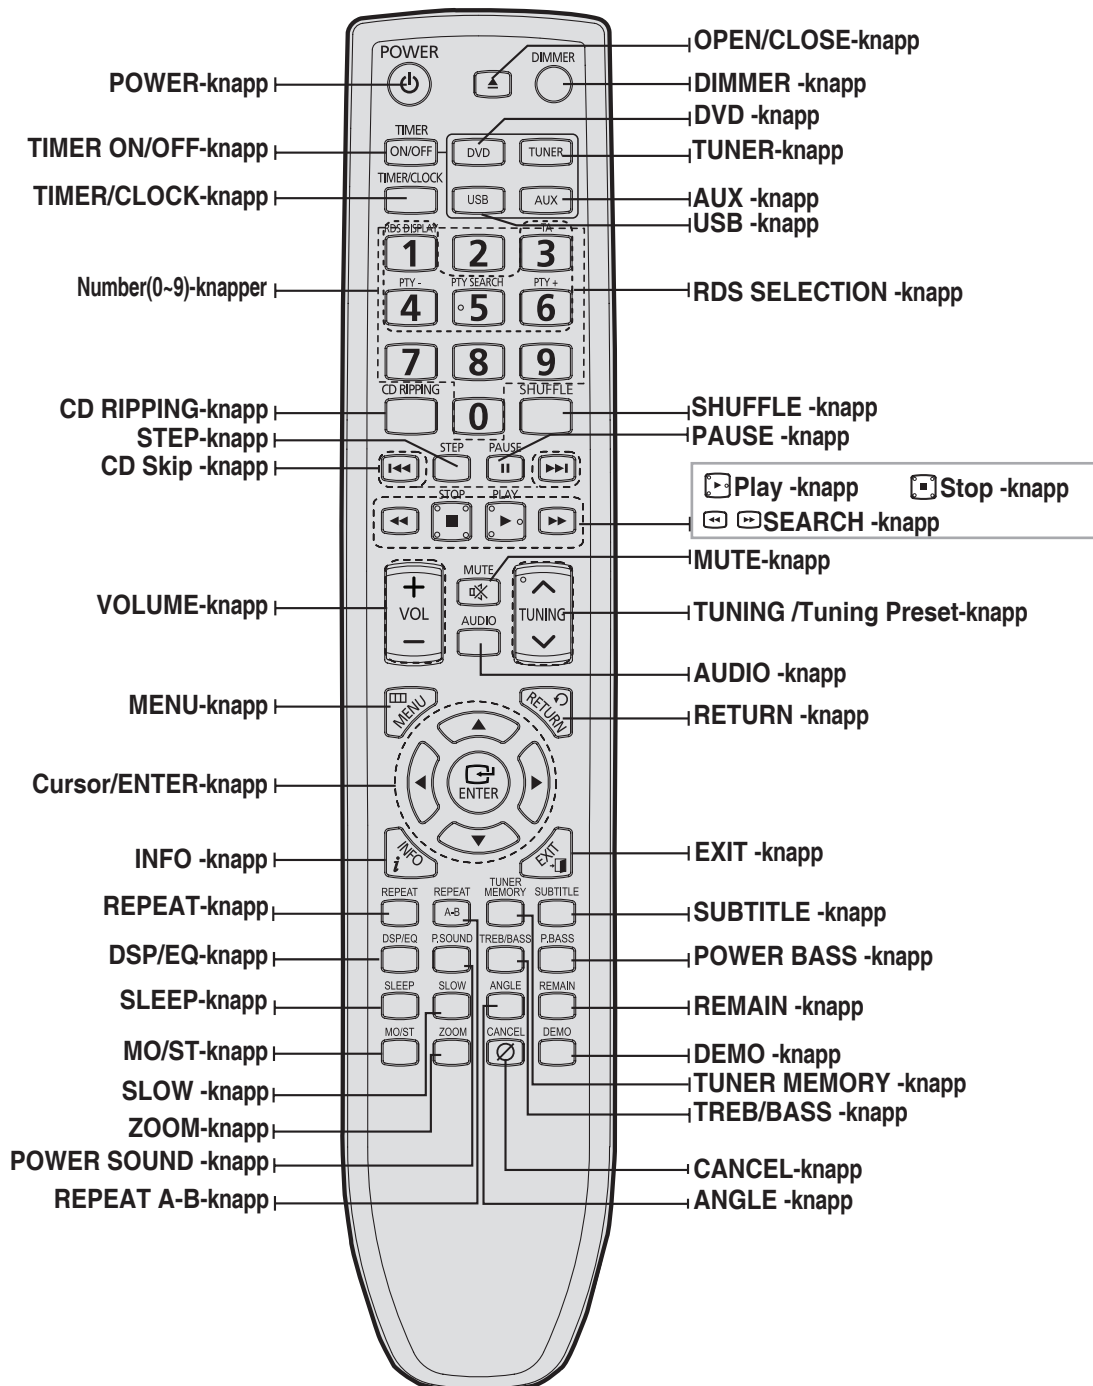 OPEN/CLOSE-knapp
POWER DIMMER
POWER-knapp
DIMMER -knapp
DVD -knapp
TIMER
TIMER ON/OFF-knapp
ON/OFF DVD TUNER
TUNER-knapp
TIMER/CLOCK
TIMER/CLOCK-knapp
USB AUX
AUX -knapp
USB -knapp
RDS DISPLAY TA
1 2 3
Number(0~9)-knapper
PTY - PTY SEARCH PTY +
4 5 6
RDS SELECTION -knapp
7 8 9
CD RIPPING SHUFFLE
CD RIPPING-knapp
0
SHUFFLE -knapp
STEP-knapp
PAUSE -knapp
STEP PAUSE
CD Skip -knapp
Play -knapp Stop -knapp
STOP PLAY
SEARCH -knapp
MUTE
MUTE-knapp
VOLUME-knapp
+
VOL
−
AUDIO
TUNING
TUNING /Tuning Preset-knapp
AUDIO -knapp
MENU-knapp
MENU RETURN
RETURN -knapp
Cursor/ENTER-knapp
ENTER
INFO -knapp
INFO
i
EXIT
EXIT -knapp
REPEAT REPEAT TUNER MEMORY SUBTITLE
REPEAT-knapp
A-B
SUBTITLE -knapp
DSP/EQ P.SOUND TREB/BASS P.BASS
DSP/EQ-knapp
POWER BASS -knapp
SLEEP SLOW ANGLE REMAIN
SLEEP-knapp
REMAIN -knapp
MO/ST ZOOM CANCEL DEMO
MO/ST-knapp
DEMO -knapp
TUNER MEMORY -knapp
SLOW -knapp
TREB/BASS -knapp
ZOOM-knapp
POWER SOUND -knapp
CANCEL-knapp
REPEAT A-B-knapp
ANGLE -knapp